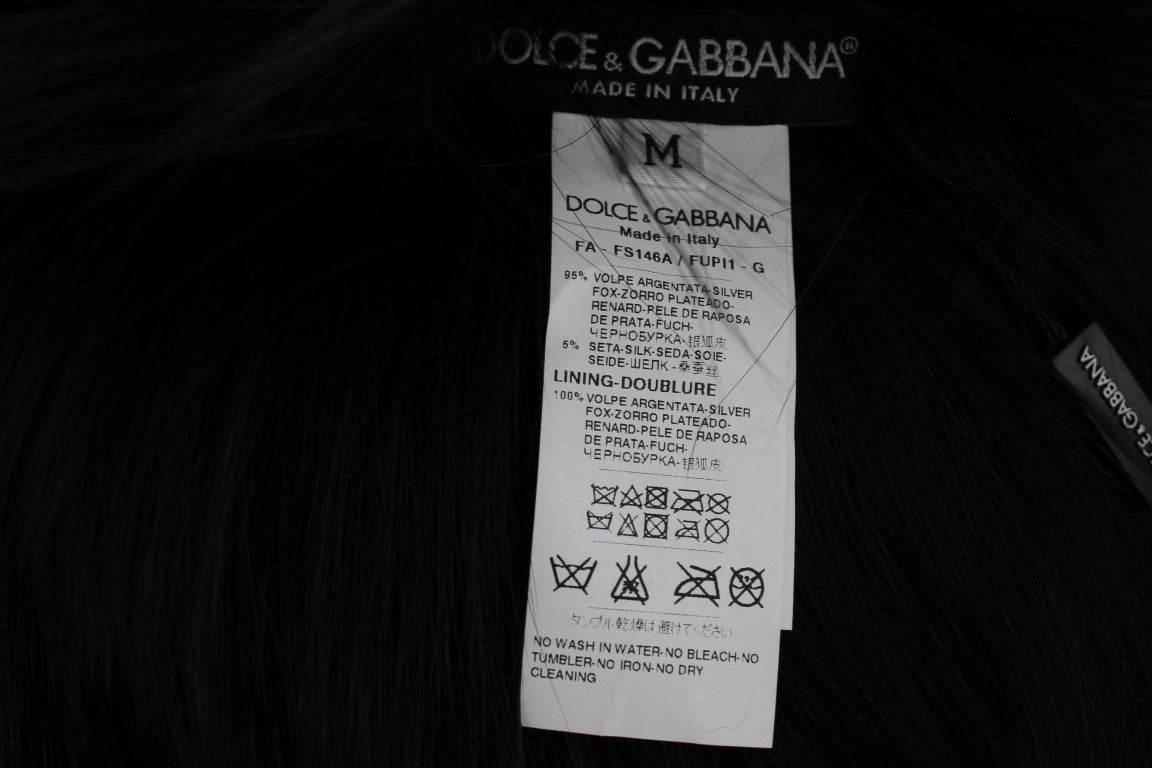 DOLCE & GABBANA®
MADE IN ITALY
M
DOLCE & GABBANA
Made in Italy
FA - FS146A / FUPI1 - G
95% VOLPE ARGENTATA-SILVER
FOX-ZORRO PLATEADO-
RENARD-PELE DE RAPOSA
DE PRATA-FUCH-
ЧЕРНОБУРКА-银狐皮
5% SETA-SILK-SEDA-SOIE-
SEIDE-ШЕЛК-桑蚕丝
LINING-DOUBLURE
100% VOLPE ARGENTATA-SILVER
FOX-ZORRO PLATEADO-
RENARD-PELE DE RAPOSA
DE PRATA-FUCH-
ЧЕРНОБУРКА-银狐皮
タンブル乾燥は避けてください
NO WASH IN WATER-NO BLEACH-NO
TUMBLER-NO IRON-NO DRY
CLEANING
CE & GABBANA